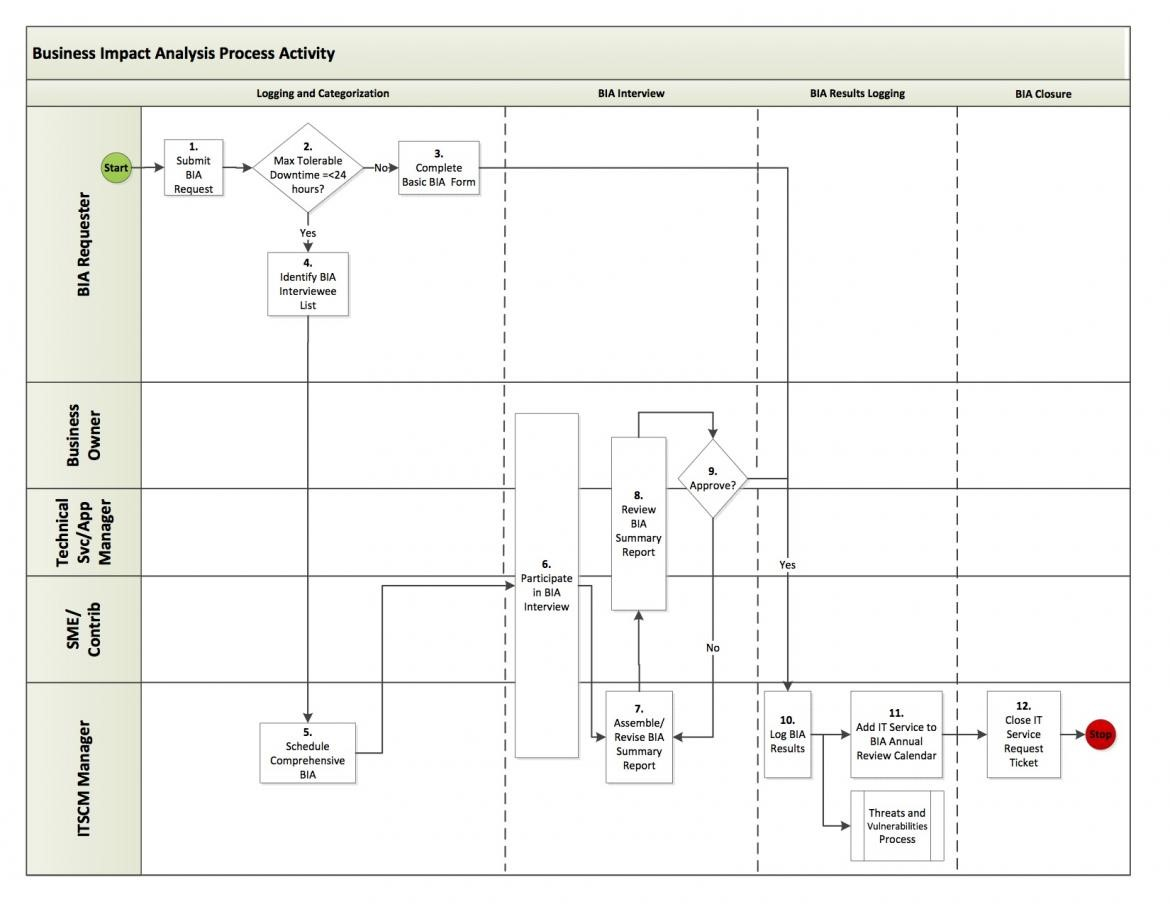 Business Impact Analysis Process Activity
Logging and Categorization
BIA Interview
BIA Results Logging
BIA Closure
BIA Requester
Start
1.
Submit
BIA
Request
2.
Max Tolerable
Downtime =<24
hours?
No
3.
Complete
Basic BIA Form
Yes
4.
Identify BIA
Interviewee
List
Business
Owner
9.
Approve?
Technical
Svc/App
Manager
8.
Review
BIA
Summary
Report
Yes
SME/
Contrib
6.
Participate
in BIA
Interview
No
ITSCM Manager
5.
Schedule
Comprehensive
BIA
7.
Assemble/
Revise BIA
Summary
Report
10.
Log BIA
Results
11.
Add IT Service to
BIA Annual
Review Calendar
Threats and
Vulnerabilities
Process
12.
Close IT
Service
Request
Ticket
Stop